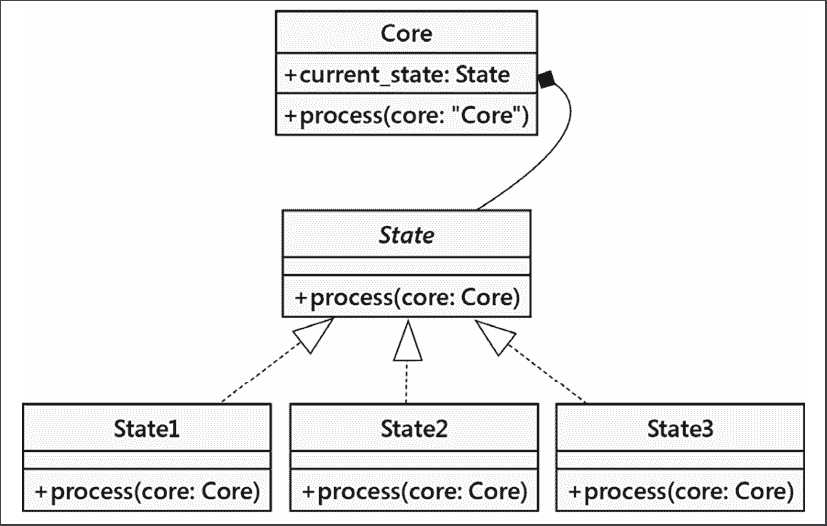 Core
+current_state: State
+process(core: "Core")
State
+process(core: Core)
State1
State2
State3
+process(core: Core)
+process(core: Core)
+process(core: Core)